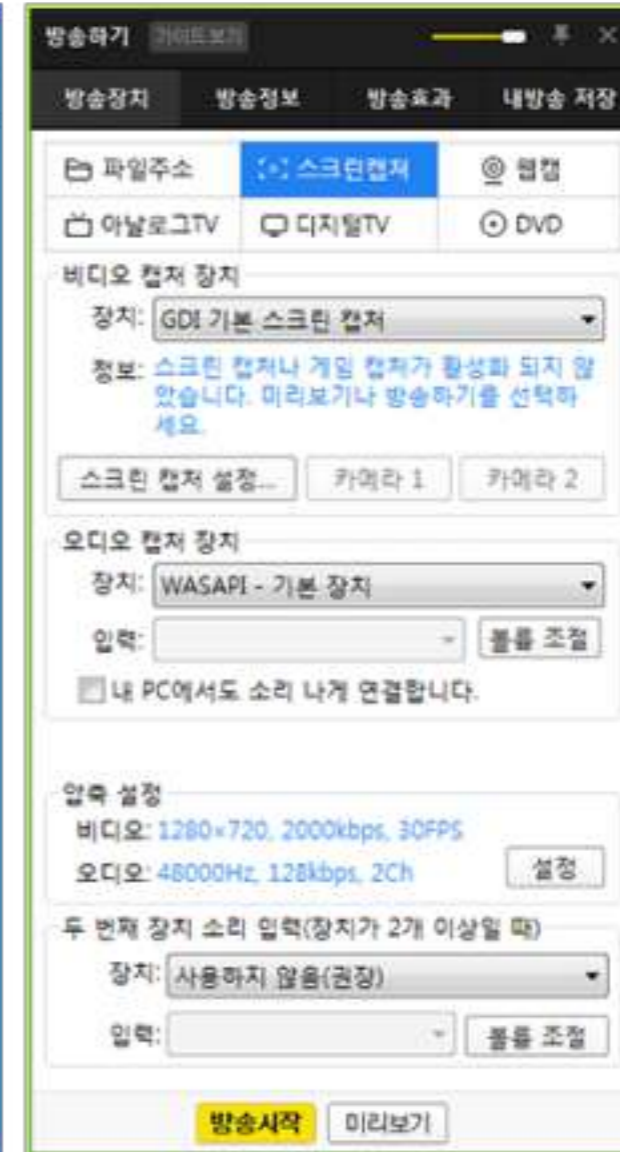 방송하기 가이드보기
방송장치 방송정보 방송효과 내방송 저장
파일주소 스크린캡처 웹캠
아날로그TV 디지털TV DVD
비디오 캡처 장치
장치: GDI 기본 스크린 캡처
정보: 스크린 캡처나 게임 캡처가 활성화 되지 않
았습니다. 미리보기나 방송하기를 선택하
세요.
스크린 캡처 설정... 카메라 1 카메라 2
오디오 캡처 장치
장치: WASAPI - 기본 장치
입력: 볼륨 조절
내 PC에서도 소리 나게 연결합니다.
압축 설정
비디오: 1280×720, 2000kbps, 30FPS
오디오: 48000Hz, 128kbps, 2Ch 설정
두 번째 장치 소리 입력(장치가 2개 이상일 때)
장치: 사용하지 않음(권장)
입력: 볼륨 조절
방송시작 미리보기